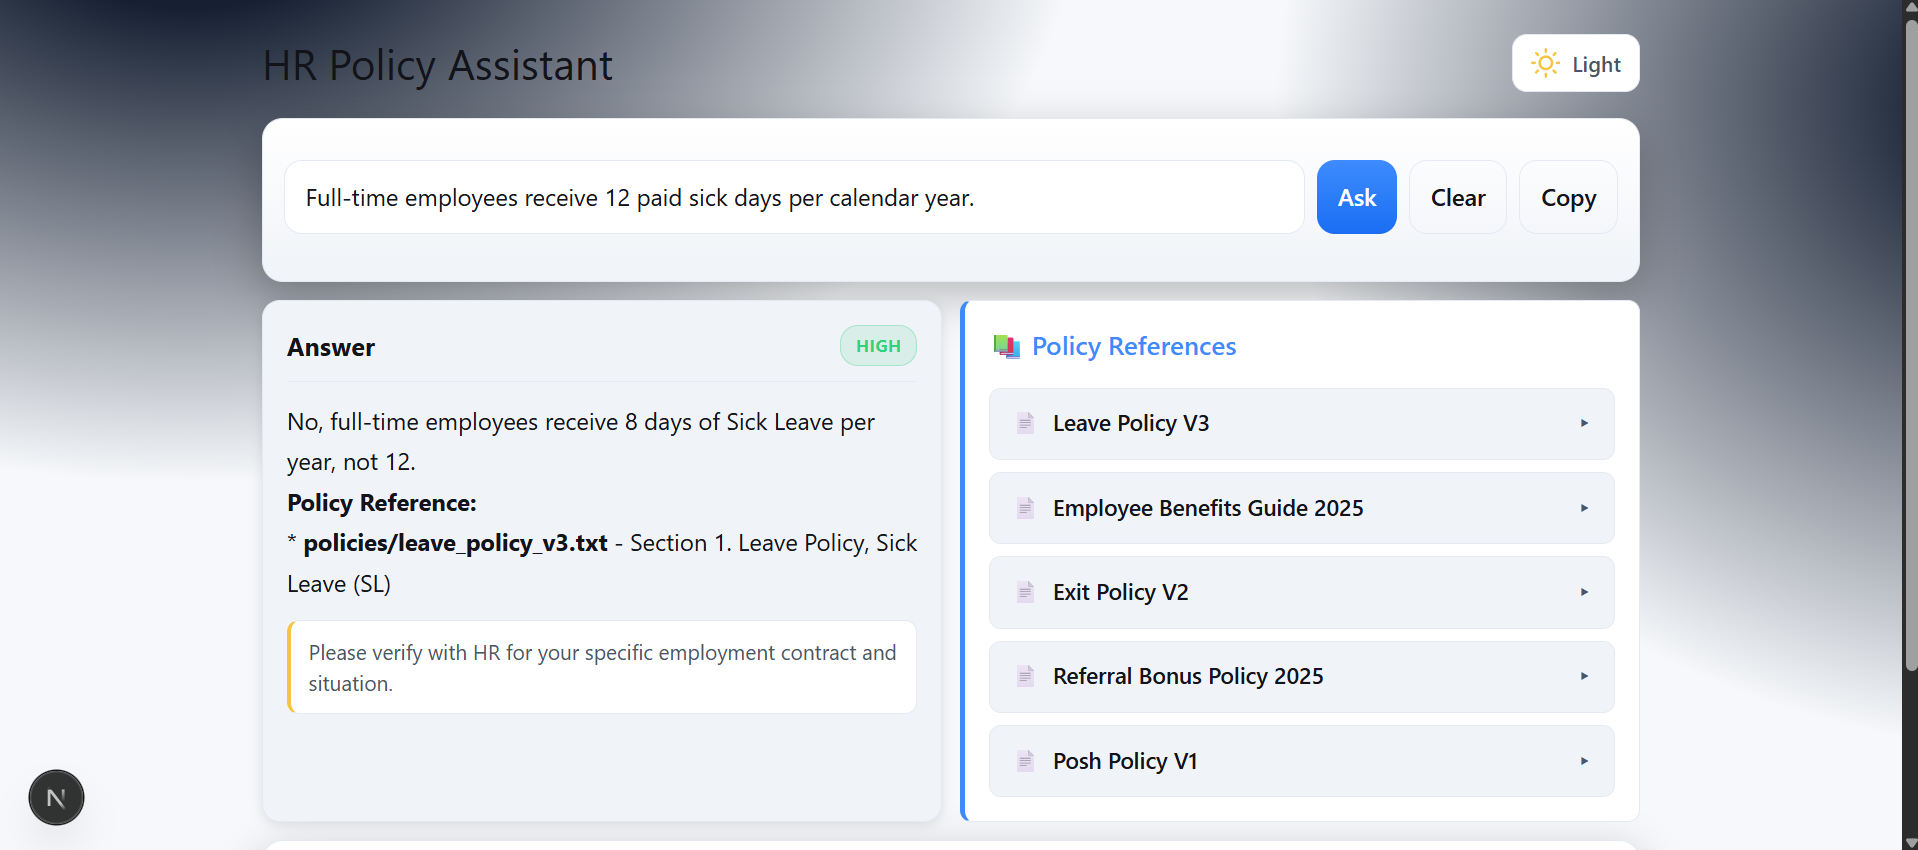 HR Policy Assistant
Light
Full-time employees receive 12 paid sick days per calendar year.
Ask
Clear
Copy
Answer
HIGH
No, full-time employees receive 8 days of Sick Leave per
year, not 12.
Policy Reference:
* policies/leave_policy_v3.txt - Section 1. Leave Policy, Sick
Leave (SL)
Please verify with HR for your specific employment contract and
situation.
Policy References
Leave Policy V3
Employee Benefits Guide 2025
Exit Policy V2
Referral Bonus Policy 2025
Posh Policy V1
N